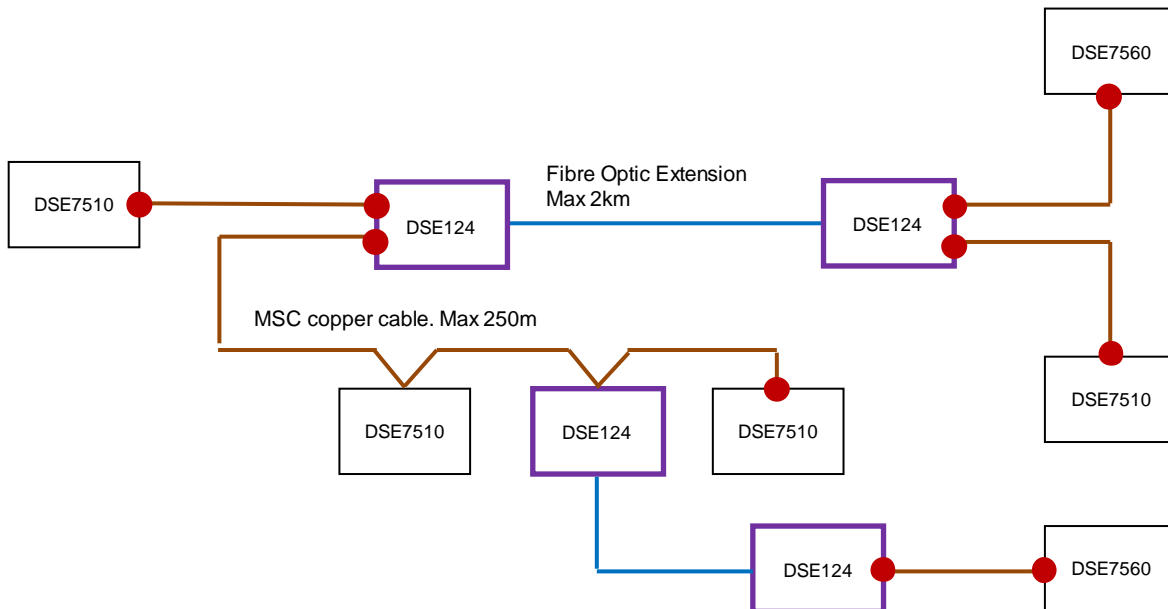 DSE7560
Fibre Optic Extension
Max 2km
DSE7510
DSE124
DSE124
MSC copper cable. Max 250m
DSE7510
DSE124
DSE7510
DSE7510
DSE124
DSE7560